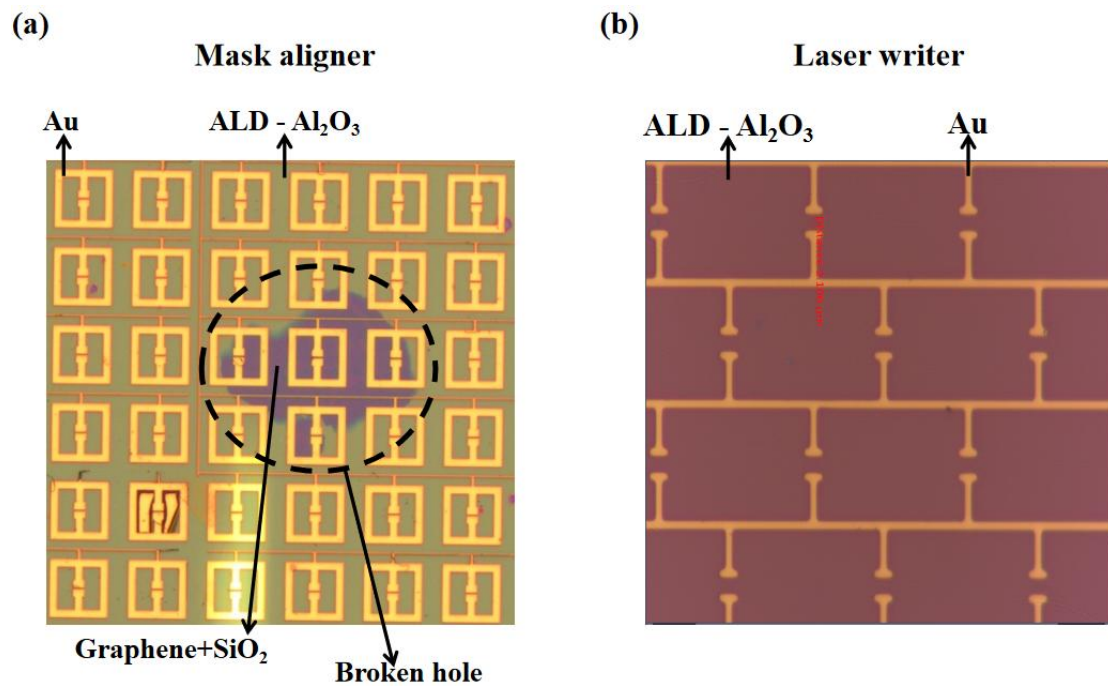 (a)
Mask aligner
Au
ALD - Al₂O₃
Graphene+SiO₂
Broken hole
(b)
Laser writer
ALD - Al₂O₃
Au